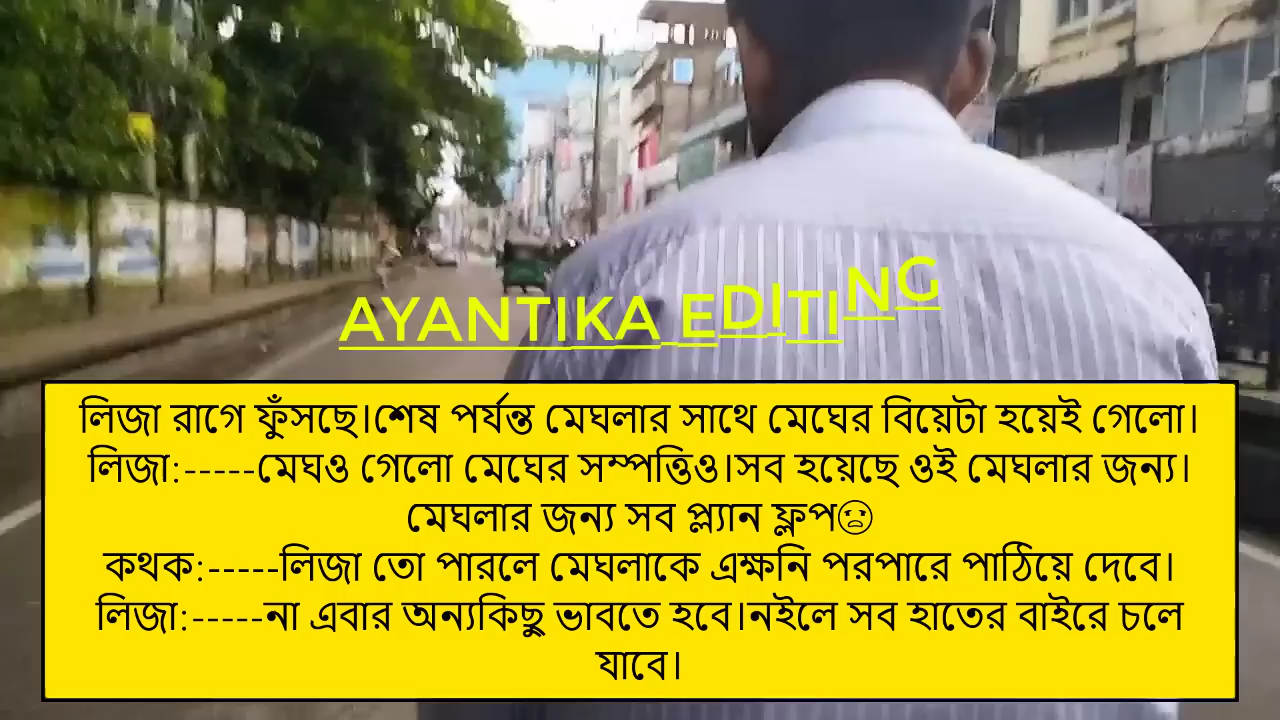 AYANTIKA EDITING
লিজা রাগে ফুঁসছে।শেষ পর্যন্ত মেঘলার সাথে মেঘের বিয়েটা হয়েই গেলো।
লিজা:-----মেঘও গেলো মেঘের সম্পত্তিও।সব হয়েছে ওই মেঘলার জন্য।
মেঘলার জন্য সব প্ল্যান ফ্লপ😟
কথক:-----লিজা তো পারলে মেঘলাকে এক্ষনি পরপারে পাঠিয়ে দেবে।
লিজা:-----না এবার অন্যকিছুু ভাবতে হবে।নইলে সব হাতের বাইরে চলে
যাবে।